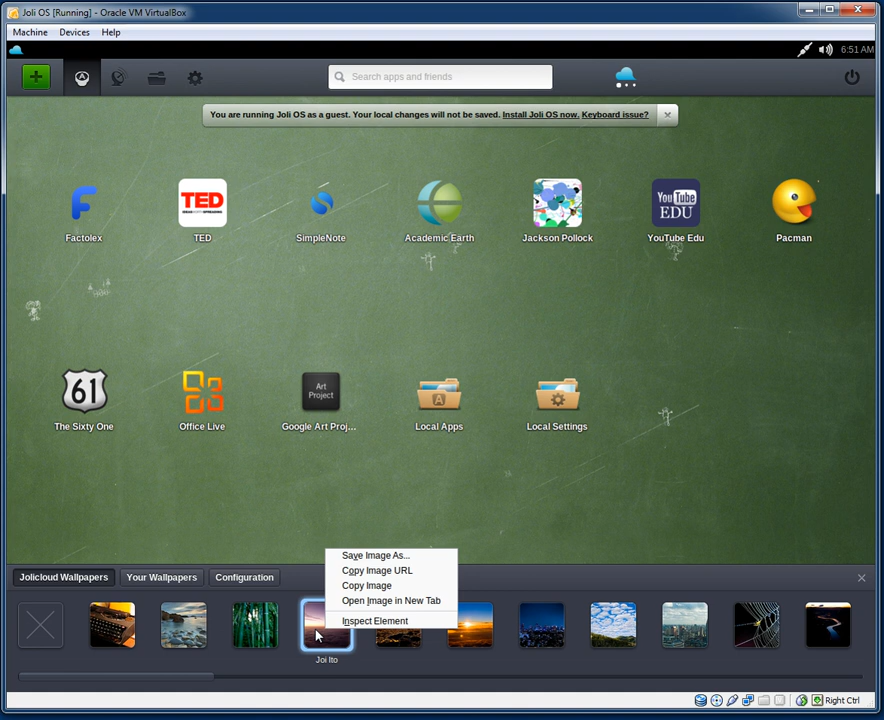 Joli OS [Running] - Oracle VM VirtualBox
Machine Devices Help
6:51 AM
Search apps and friends
You are running Joli OS as a guest. Your local changes will not be saved. Install Joli OS now. Keyboard issue?
TED
IDEAS WORTH SPREADING
You Tube
EDU
Factolex TED SimpleNote Academic Earth Jackson Pollock YouTube Edu Pacman
61
Art
Project
A
The Sixty One Office Live Google Art Proj... Local Apps Local Settings
Save Image As...
Copy Image URL
Copy Image
Open Image in New Tab
Inspect Element
Jolicloud Wallpapers Your Wallpapers Configuration
Joi Ito
Right Ctrl